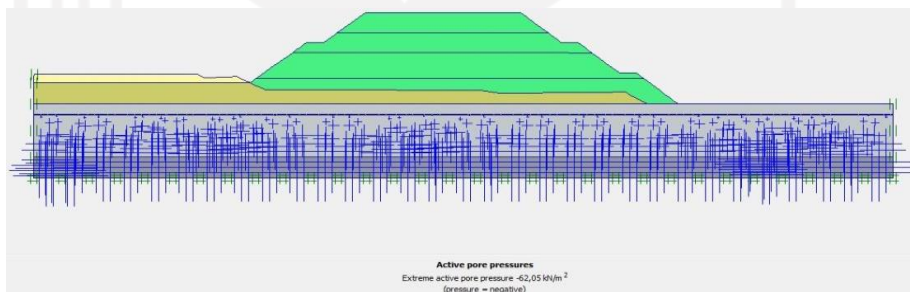 Active pore pressures
Extreme active pore pressure -62,05 kN/m²
(pressure = negative)